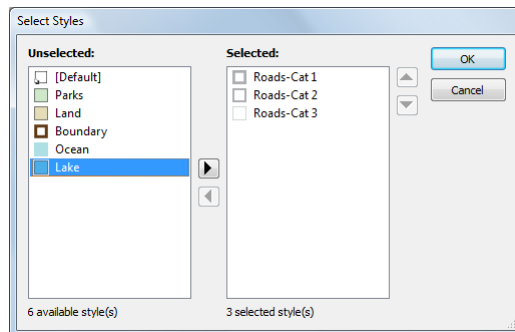 Select Styles
Unselected:
[Default]
Parks
Land
Boundary
Ocean
Lake
6 available style(s)
Selected:
Roads-Cat 1
Roads-Cat 2
Roads-Cat 3
3 selected style(s)
OK
Cancel